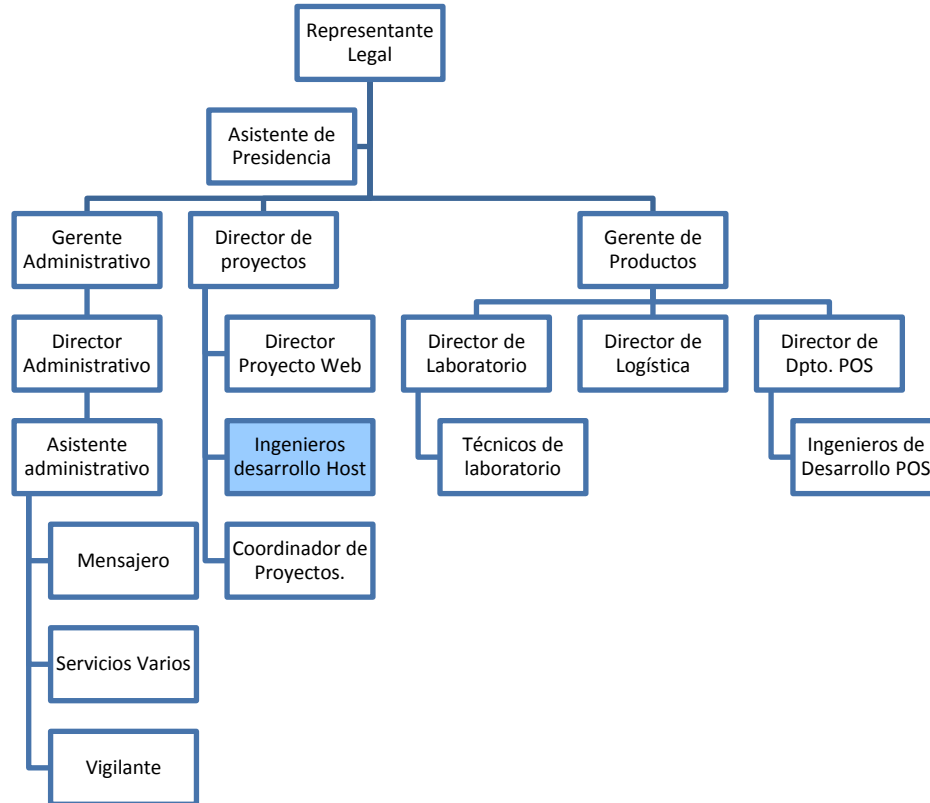 Representante
Legal
Asistente de
Presidencia
Gerente
Administrativo
Director de
proyectos
Gerente de
Productos
Director
Administrativo
Director
Proyecto Web
Director de
Laboratorio
Director de
Logística
Director de
Dpto. POS
Asistente
administrativo
Ingenieros
desarrollo Host
Técnicos de
laboratorio
Ingenieros de
Desarrollo POS
Mensajero
Coordinador de
Proyectos.
Servicios Varios
Vigilante